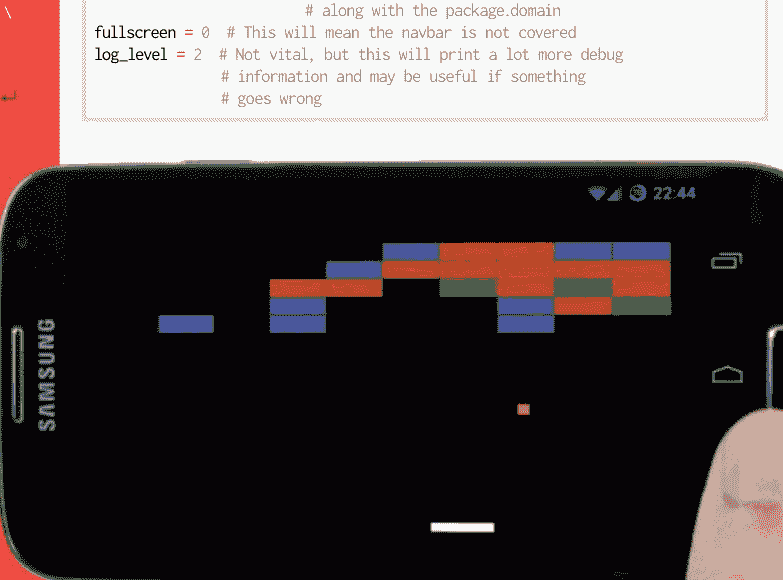 # along with the package.domain
fullscreen = 0  # This will mean the navbar is not covered
log_level = 2  # Not vital, but this will print a lot more debug
# information and may be useful if something
# goes wrong
22:44
SAMSUNG